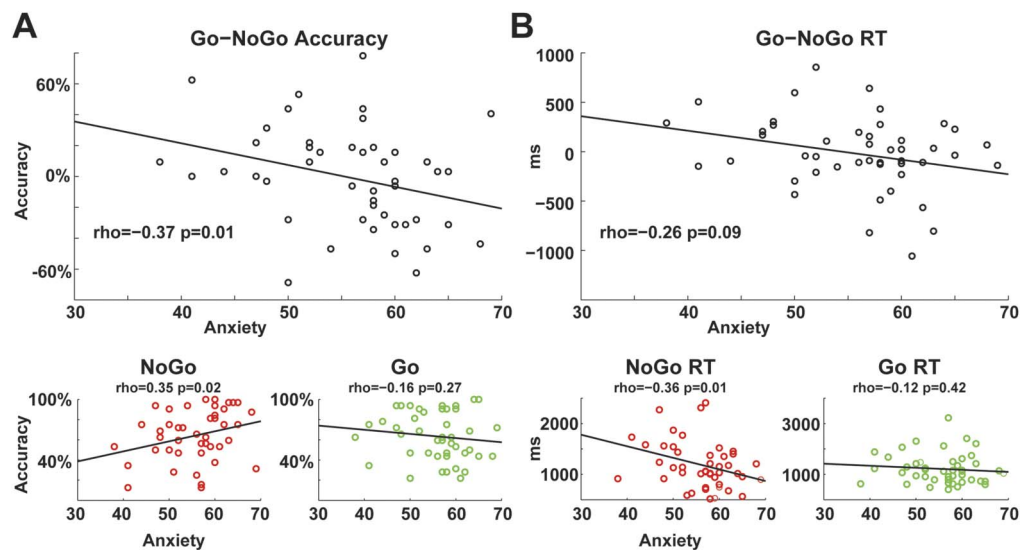 A
Go−NoGo Accuracy
60%
0%
-60%
Accuracy
rho=−0.37 p=0.01
30 40 50 60 70
Anxiety
B
Go−NoGo RT
1000
500
0
−500
−1000
ms
rho=−0.26 p=0.09
30 40 50 60 70
Anxiety
NoGo
rho=0.35 p=0.02
100%
40%
Accuracy
30 40 50 60 70
Anxiety
Go
rho=−0.16 p=0.27
100%
40%
30 40 50 60 70
Anxiety
NoGo RT
rho=−0.36 p=0.01
2000
1000
ms
30 40 50 60 70
Anxiety
Go RT
rho=−0.12 p=0.42
3000
1000
30 40 50 60 70
Anxiety